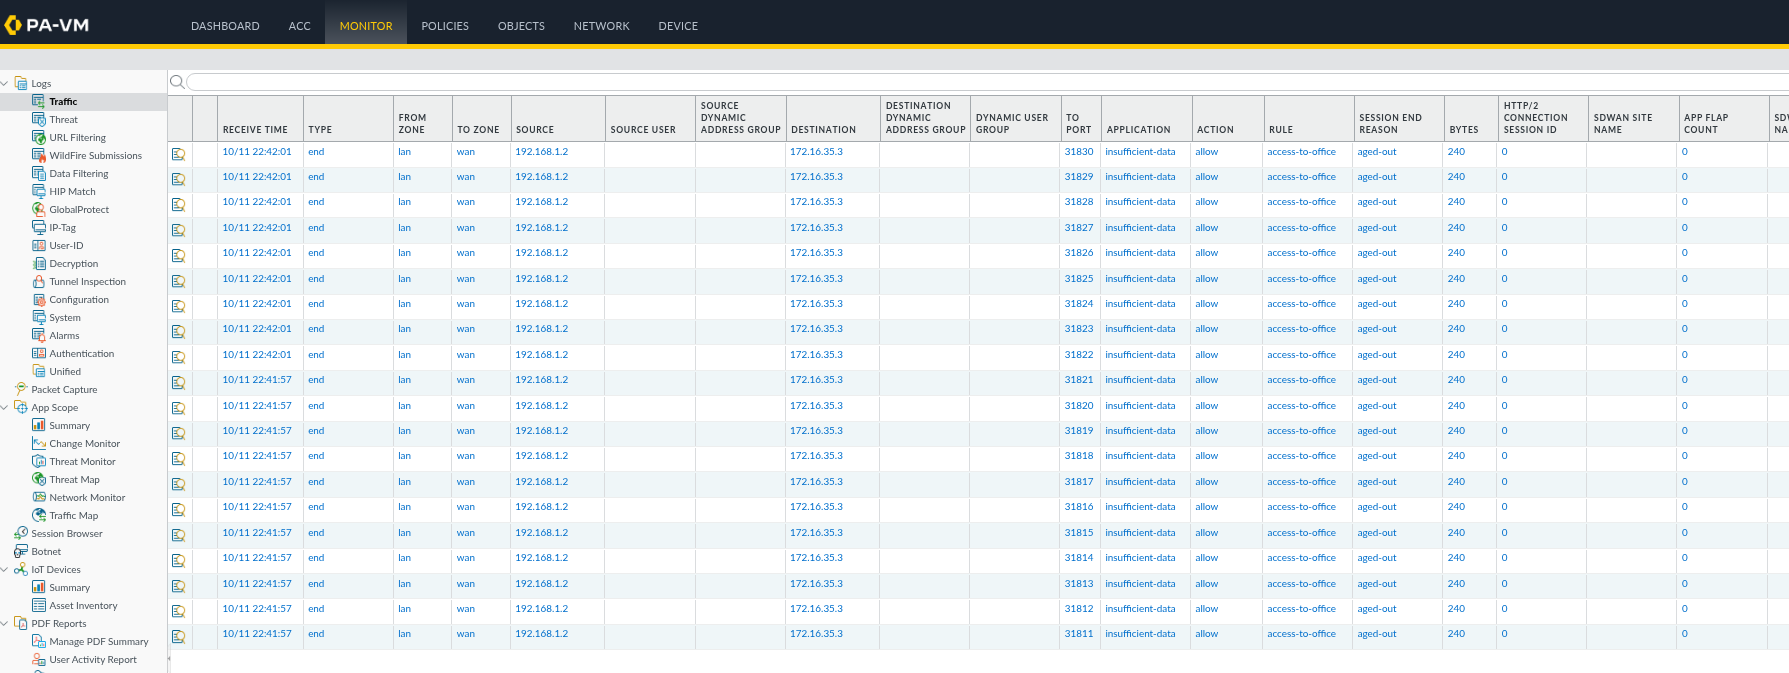 PA-VM
DASHBOARD ACC MONITOR POLICIES OBJECTS NETWORK DEVICE
Logs
Traffic
Threat
URL Filtering
WildFire Submissions
Data Filtering
HIP Match
GlobalProtect
IP-Tag
User-ID
Decryption
Tunnel Inspection
Configuration
System
Alarms
Authentication
Unified
Packet Capture
App Scope
Summary
Change Monitor
Threat Monitor
Threat Map
Network Monitor
Traffic Map
Session Browser
Botnet
IoT Devices
Summary
Asset Inventory
PDF Reports
Manage PDF Summary
User Activity Report
RECEIVE TIME TYPE FROM ZONE TO ZONE SOURCE SOURCE USER SOURCE DYNAMIC ADDRESS GROUP DESTINATION DESTINATION DYNAMIC ADDRESS GROUP DYNAMIC USER GROUP TO PORT APPLICATION ACTION RULE SESSION END REASON BYTES HTTP/2 CONNECTION SESSION ID SDWAN SITE NAME APP FLAP COUNT
10/11 22:42:01 end lan wan 192.168.1.2 172.16.35.3 31830 insufficient-data allow access-to-office aged-out 240 0 0
10/11 22:42:01 end lan wan 192.168.1.2 172.16.35.3 31829 insufficient-data allow access-to-office aged-out 240 0 0
10/11 22:42:01 end lan wan 192.168.1.2 172.16.35.3 31828 insufficient-data allow access-to-office aged-out 240 0 0
10/11 22:42:01 end lan wan 192.168.1.2 172.16.35.3 31827 insufficient-data allow access-to-office aged-out 240 0 0
10/11 22:42:01 end lan wan 192.168.1.2 172.16.35.3 31826 insufficient-data allow access-to-office aged-out 240 0 0
10/11 22:42:01 end lan wan 192.168.1.2 172.16.35.3 31825 insufficient-data allow access-to-office aged-out 240 0 0
10/11 22:42:01 end lan wan 192.168.1.2 172.16.35.3 31824 insufficient-data allow access-to-office aged-out 240 0 0
10/11 22:42:01 end lan wan 192.168.1.2 172.16.35.3 31823 insufficient-data allow access-to-office aged-out 240 0 0
10/11 22:42:01 end lan wan 192.168.1.2 172.16.35.3 31822 insufficient-data allow access-to-office aged-out 240 0 0
10/11 22:41:57 end lan wan 192.168.1.2 172.16.35.3 31821 insufficient-data allow access-to-office aged-out 240 0 0
10/11 22:41:57 end lan wan 192.168.1.2 172.16.35.3 31820 insufficient-data allow access-to-office aged-out 240 0 0
10/11 22:41:57 end lan wan 192.168.1.2 172.16.35.3 31819 insufficient-data allow access-to-office aged-out 240 0 0
10/11 22:41:57 end lan wan 192.168.1.2 172.16.35.3 31818 insufficient-data allow access-to-office aged-out 240 0 0
10/11 22:41:57 end lan wan 192.168.1.2 172.16.35.3 31817 insufficient-data allow access-to-office aged-out 240 0 0
10/11 22:41:57 end lan wan 192.168.1.2 172.16.35.3 31816 insufficient-data allow access-to-office aged-out 240 0 0
10/11 22:41:57 end lan wan 192.168.1.2 172.16.35.3 31815 insufficient-data allow access-to-office aged-out 240 0 0
10/11 22:41:57 end lan wan 192.168.1.2 172.16.35.3 31814 insufficient-data allow access-to-office aged-out 240 0 0
10/11 22:41:57 end lan wan 192.168.1.2 172.16.35.3 31813 insufficient-data allow access-to-office aged-out 240 0 0
10/11 22:41:57 end lan wan 192.168.1.2 172.16.35.3 31812 insufficient-data allow access-to-office aged-out 240 0 0
10/11 22:41:57 end lan wan 192.168.1.2 172.16.35.3 31811 insufficient-data allow access-to-office aged-out 240 0 0